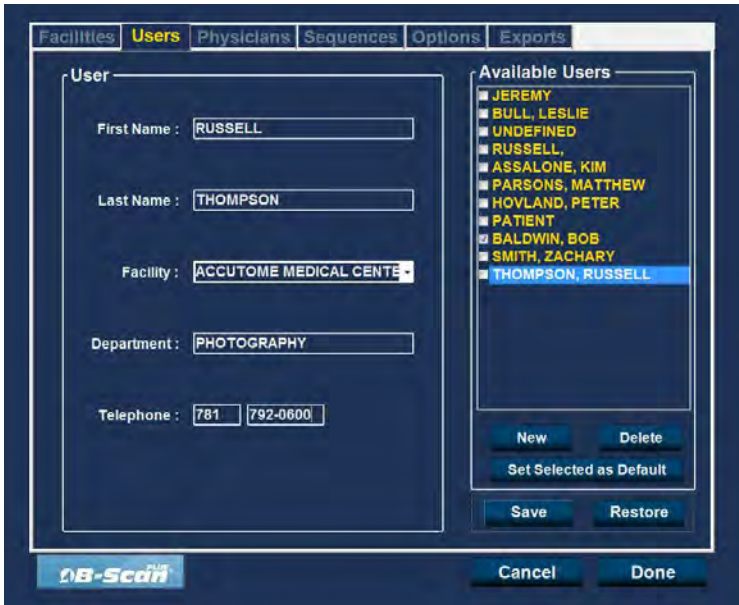 Facilities Users Physicians Sequences Options Exports
User
First Name : RUSSELL
Last Name : THOMPSON
Facility : ACCUTOME MEDICAL CENTE
Department : PHOTOGRAPHY
Telephone : 781 792-0600
Available Users
JEREMY
BULL, LESLIE
UNDEFINED
RUSSELL,
ASSALONE, KIM
PARSONS, MATTHEW
HOVLAND, PETER
PATIENT
BALDWIN, BOB
SMITH, ZACHARY
THOMPSON, RUSSELL
New Delete
Set Selected as Default
Save Restore
B-Scan PLUS
Cancel Done